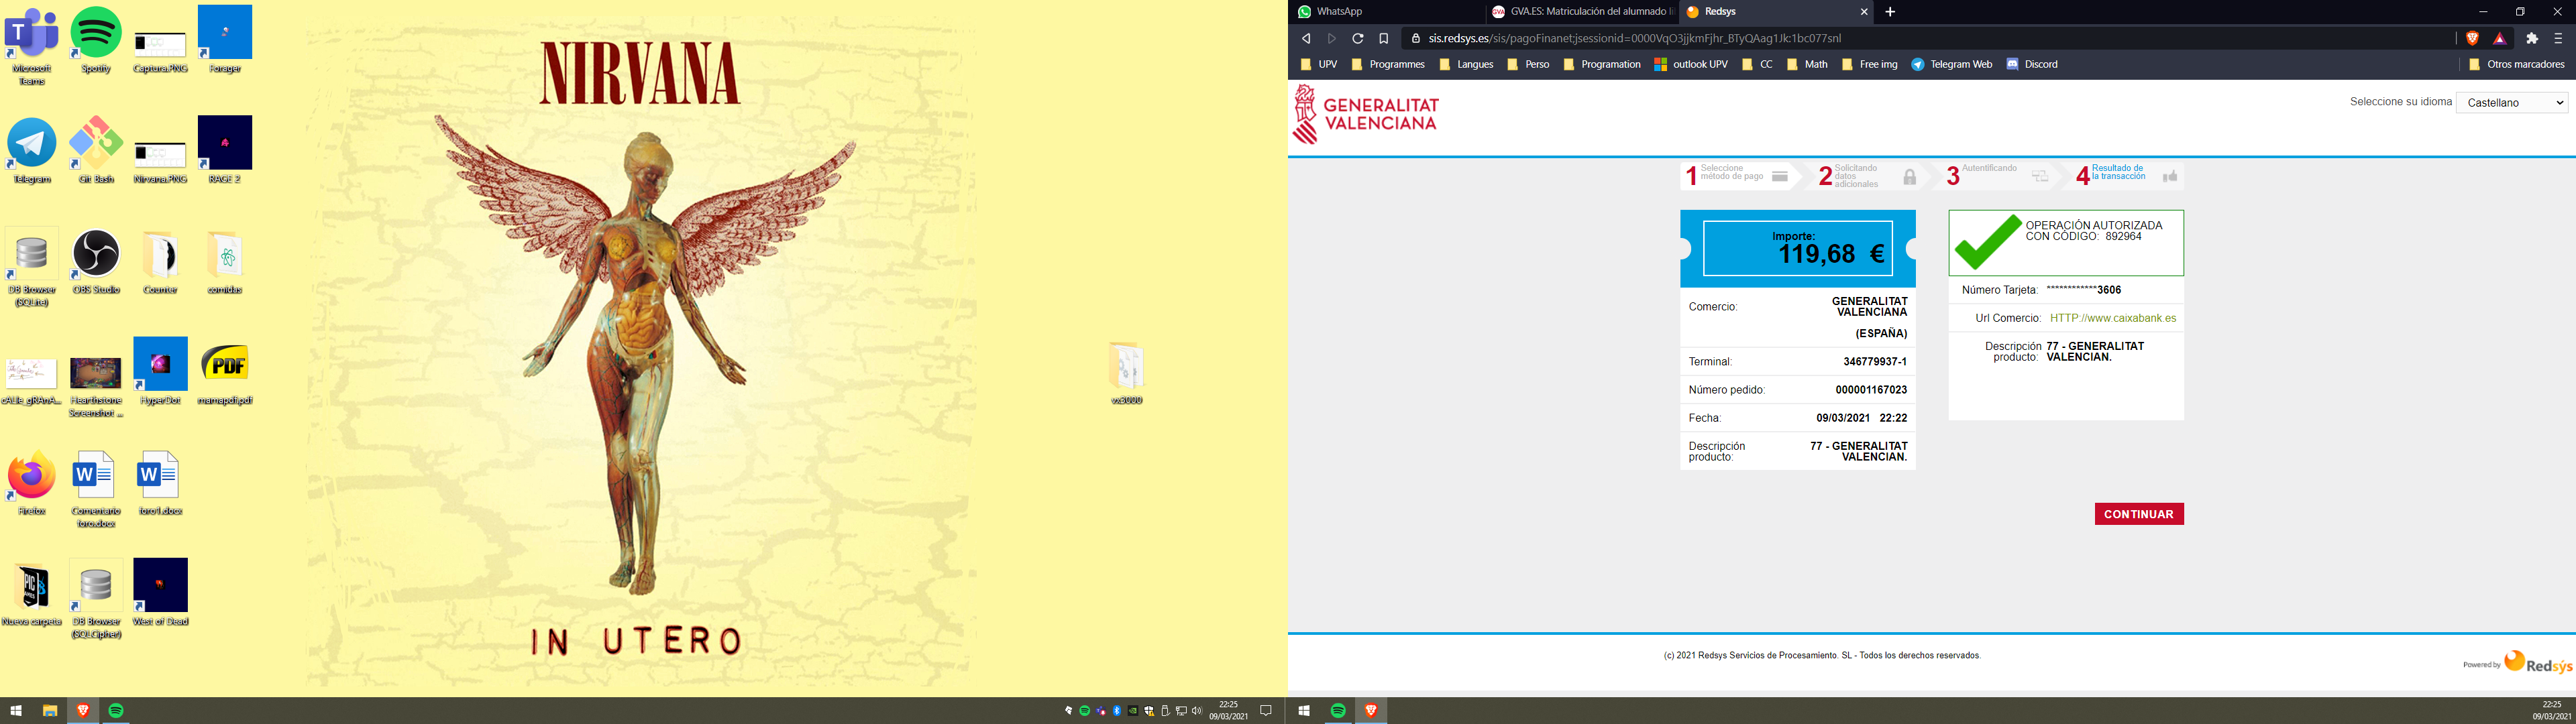 Microsoft
Teams
Spotify
Captura.PNG
Forager
Telegram
Git Bash
Nirvana.PNG
RAGE 2
DB Browser
(SQLite)
OBS Studio
Counter
comidas
Hearthstone
Screenshot ...
HyperDot
PDF
mamapdf.pdf
Firefox
Comentario
foro.docx
foro1.docx
Nueva carpeta
DB Browser
(SQLCipher)
West of Dead
NIRVANA
IN UTERO
vx3000
22:25
09/03/2021
WhatsApp
GVA.ES: Matriculación del alumnado li
Redsys
sis.redsys.es/sis/pagoFinanet;jsessionid=0000VqO3jjkmFjhr_BTyQAag1Jk:1bc077snl
UPV
Programmes
Langues
Perso
Programation
outlook UPV
CC
Math
Free img
Telegram Web
Discord
Otros marcadores
GENERALITAT
VALENCIANA
Seleccione su idioma
Castellano
1 Seleccione
método de pago
2 Solicitando
datos
adicionales
3 Autentificando
4 Resultado de
la transacción
Importe:
119,68 €
Comercio: GENERALITAT
VALENCIANA
(ESPAÑA)
Terminal: 346779937-1
Número pedido: 000001167023
Fecha: 09/03/2021 22:22
Descripción
producto: 77 - GENERALITAT
VALENCIAN.
OPERACIÓN AUTORIZADA
CON CÓDIGO: 892964
Número Tarjeta: ************3606
Url Comercio: HTTP://www.caixabank.es
Descripción
producto: 77 - GENERALITAT
VALENCIAN.
CONTINUAR
(c) 2021 Redsys Servicios de Procesamiento. SL - Todos los derechos reservados.
Powered by Redsys
22:25
09/03/2021